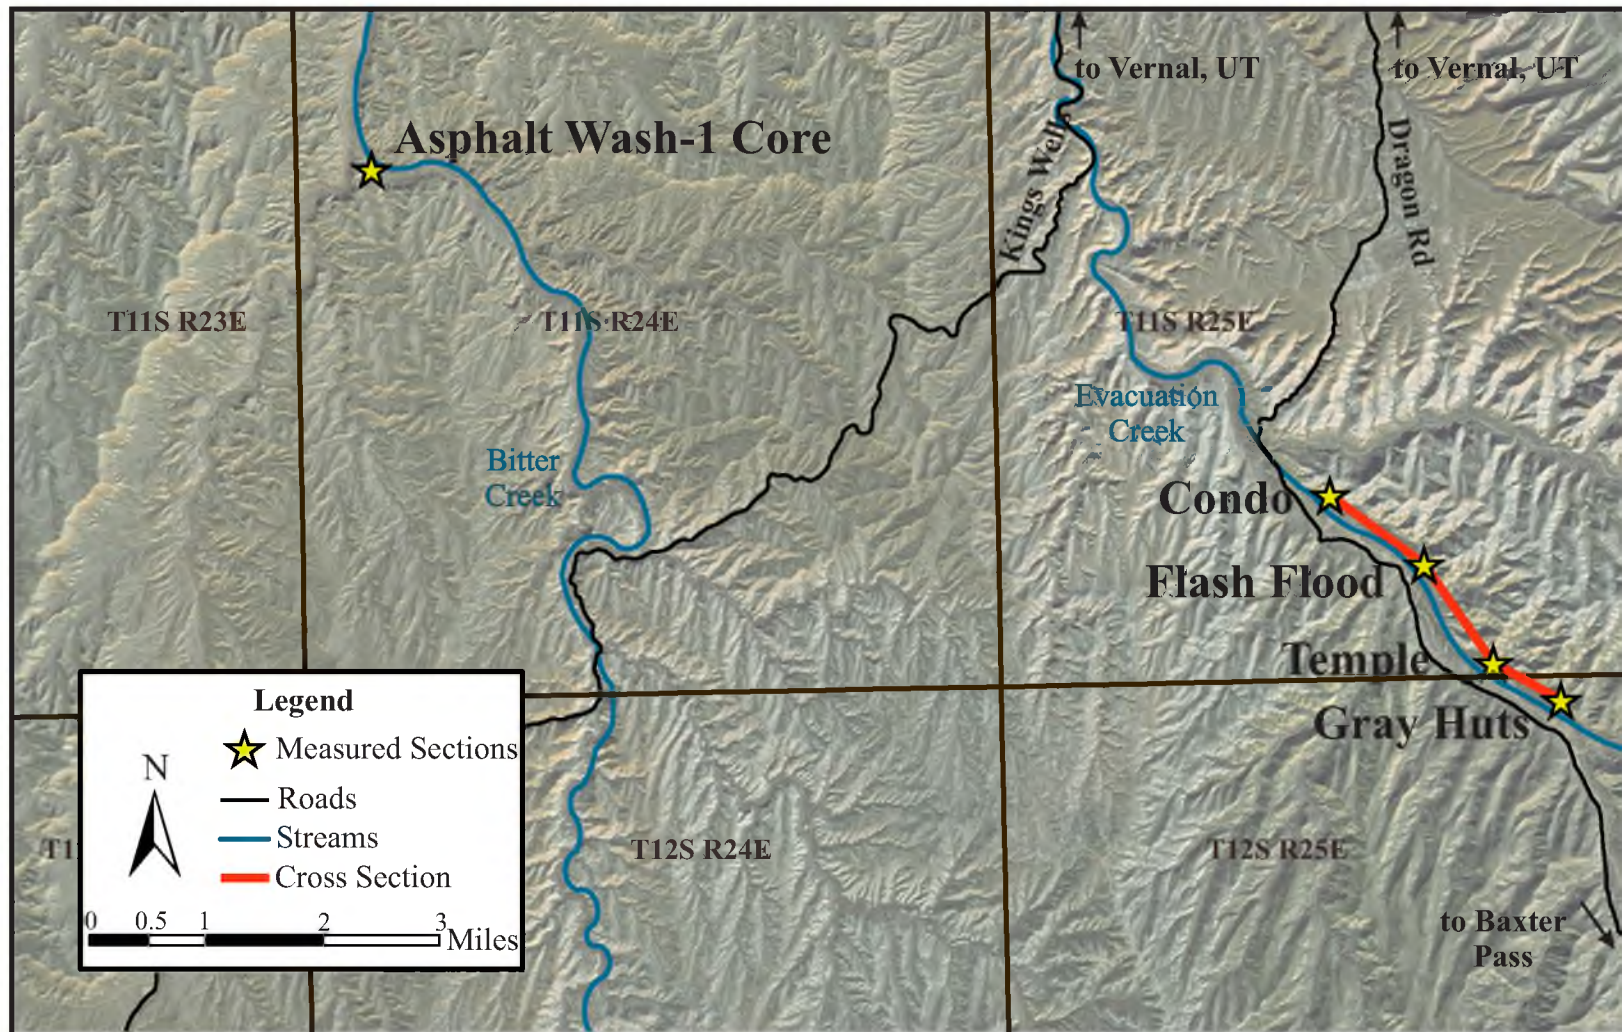 to Vernal, UT
to Vernal, UT
Asphalt Wash-1 Core
Kings Well
Dragon Rd
T11S R23E
T11S R24E
T11S R25E
Evacuation
Creek
Bitter
Creek
Condo
Flash Flood
Temple
Gray Huts
Legend
Measured Sections
N
Roads
Streams
Cross Section
0 0.5 1 2 3 Miles
T1
T12S R24E
T12S R25E
to Baxter
Pass